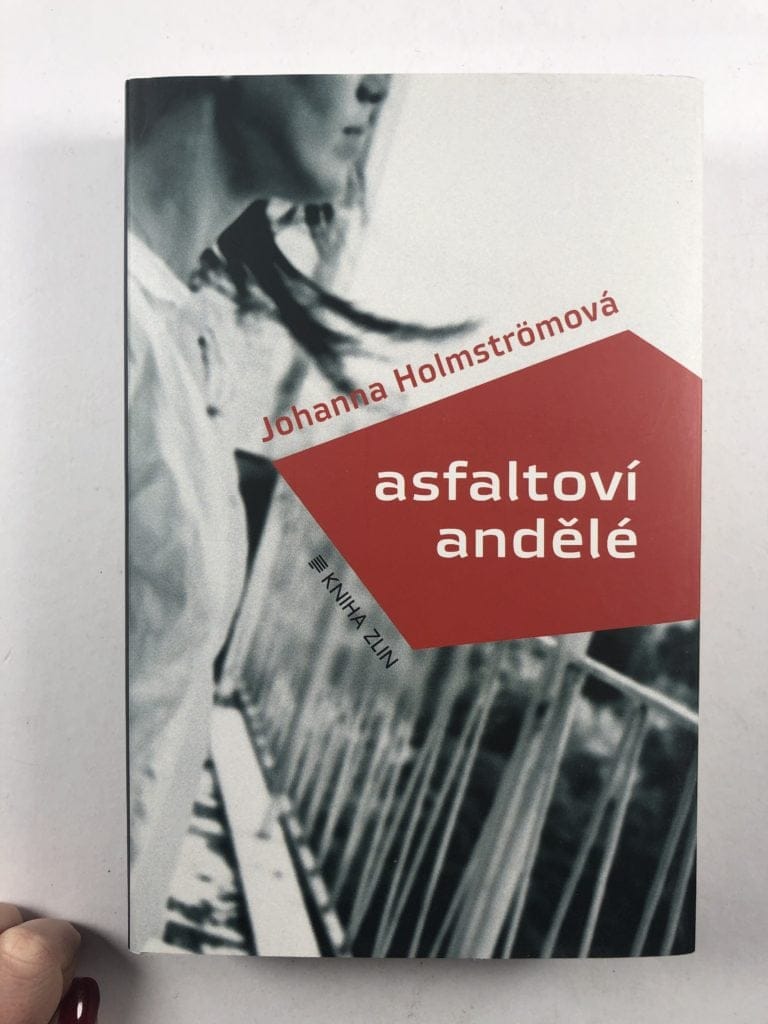 Johanna Holmströmová
asfaltoví
andělé
KNIHA ZLIN